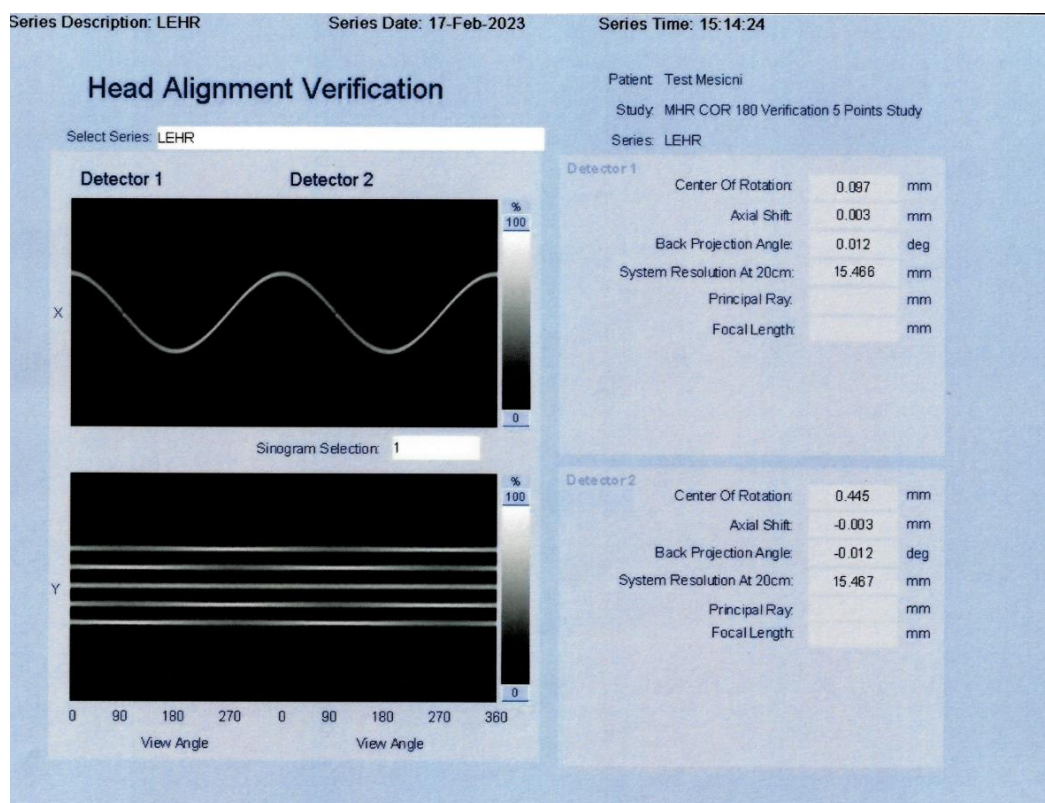 Series Description: LEHR Series Date: 17-Feb-2023 Series Time: 15:14:24
Head Alignment Verification
Patient: Test Mesicni
Study: MHR COR 180 Verification 5 Points Study
Select Series: LEHR
Series: LEHR
Detector 1 Detector 2
%
100
X
0
Detector 1
Center Of Rotation: 0.097 mm
Axial Shift: 0.003 mm
Back Projection Angle: 0.012 deg
System Resolution At 20cm: 15.466 mm
Principal Ray: mm
Focal Length: mm
Sinogram Selection: 1
%
100
Y
0
0 90 180 270 0 90 180 270 360
View Angle View Angle
Detector 2
Center Of Rotation: 0.445 mm
Axial Shift: -0.003 mm
Back Projection Angle: -0.012 deg
System Resolution At 20cm: 15.467 mm
Principal Ray: mm
Focal Length: mm